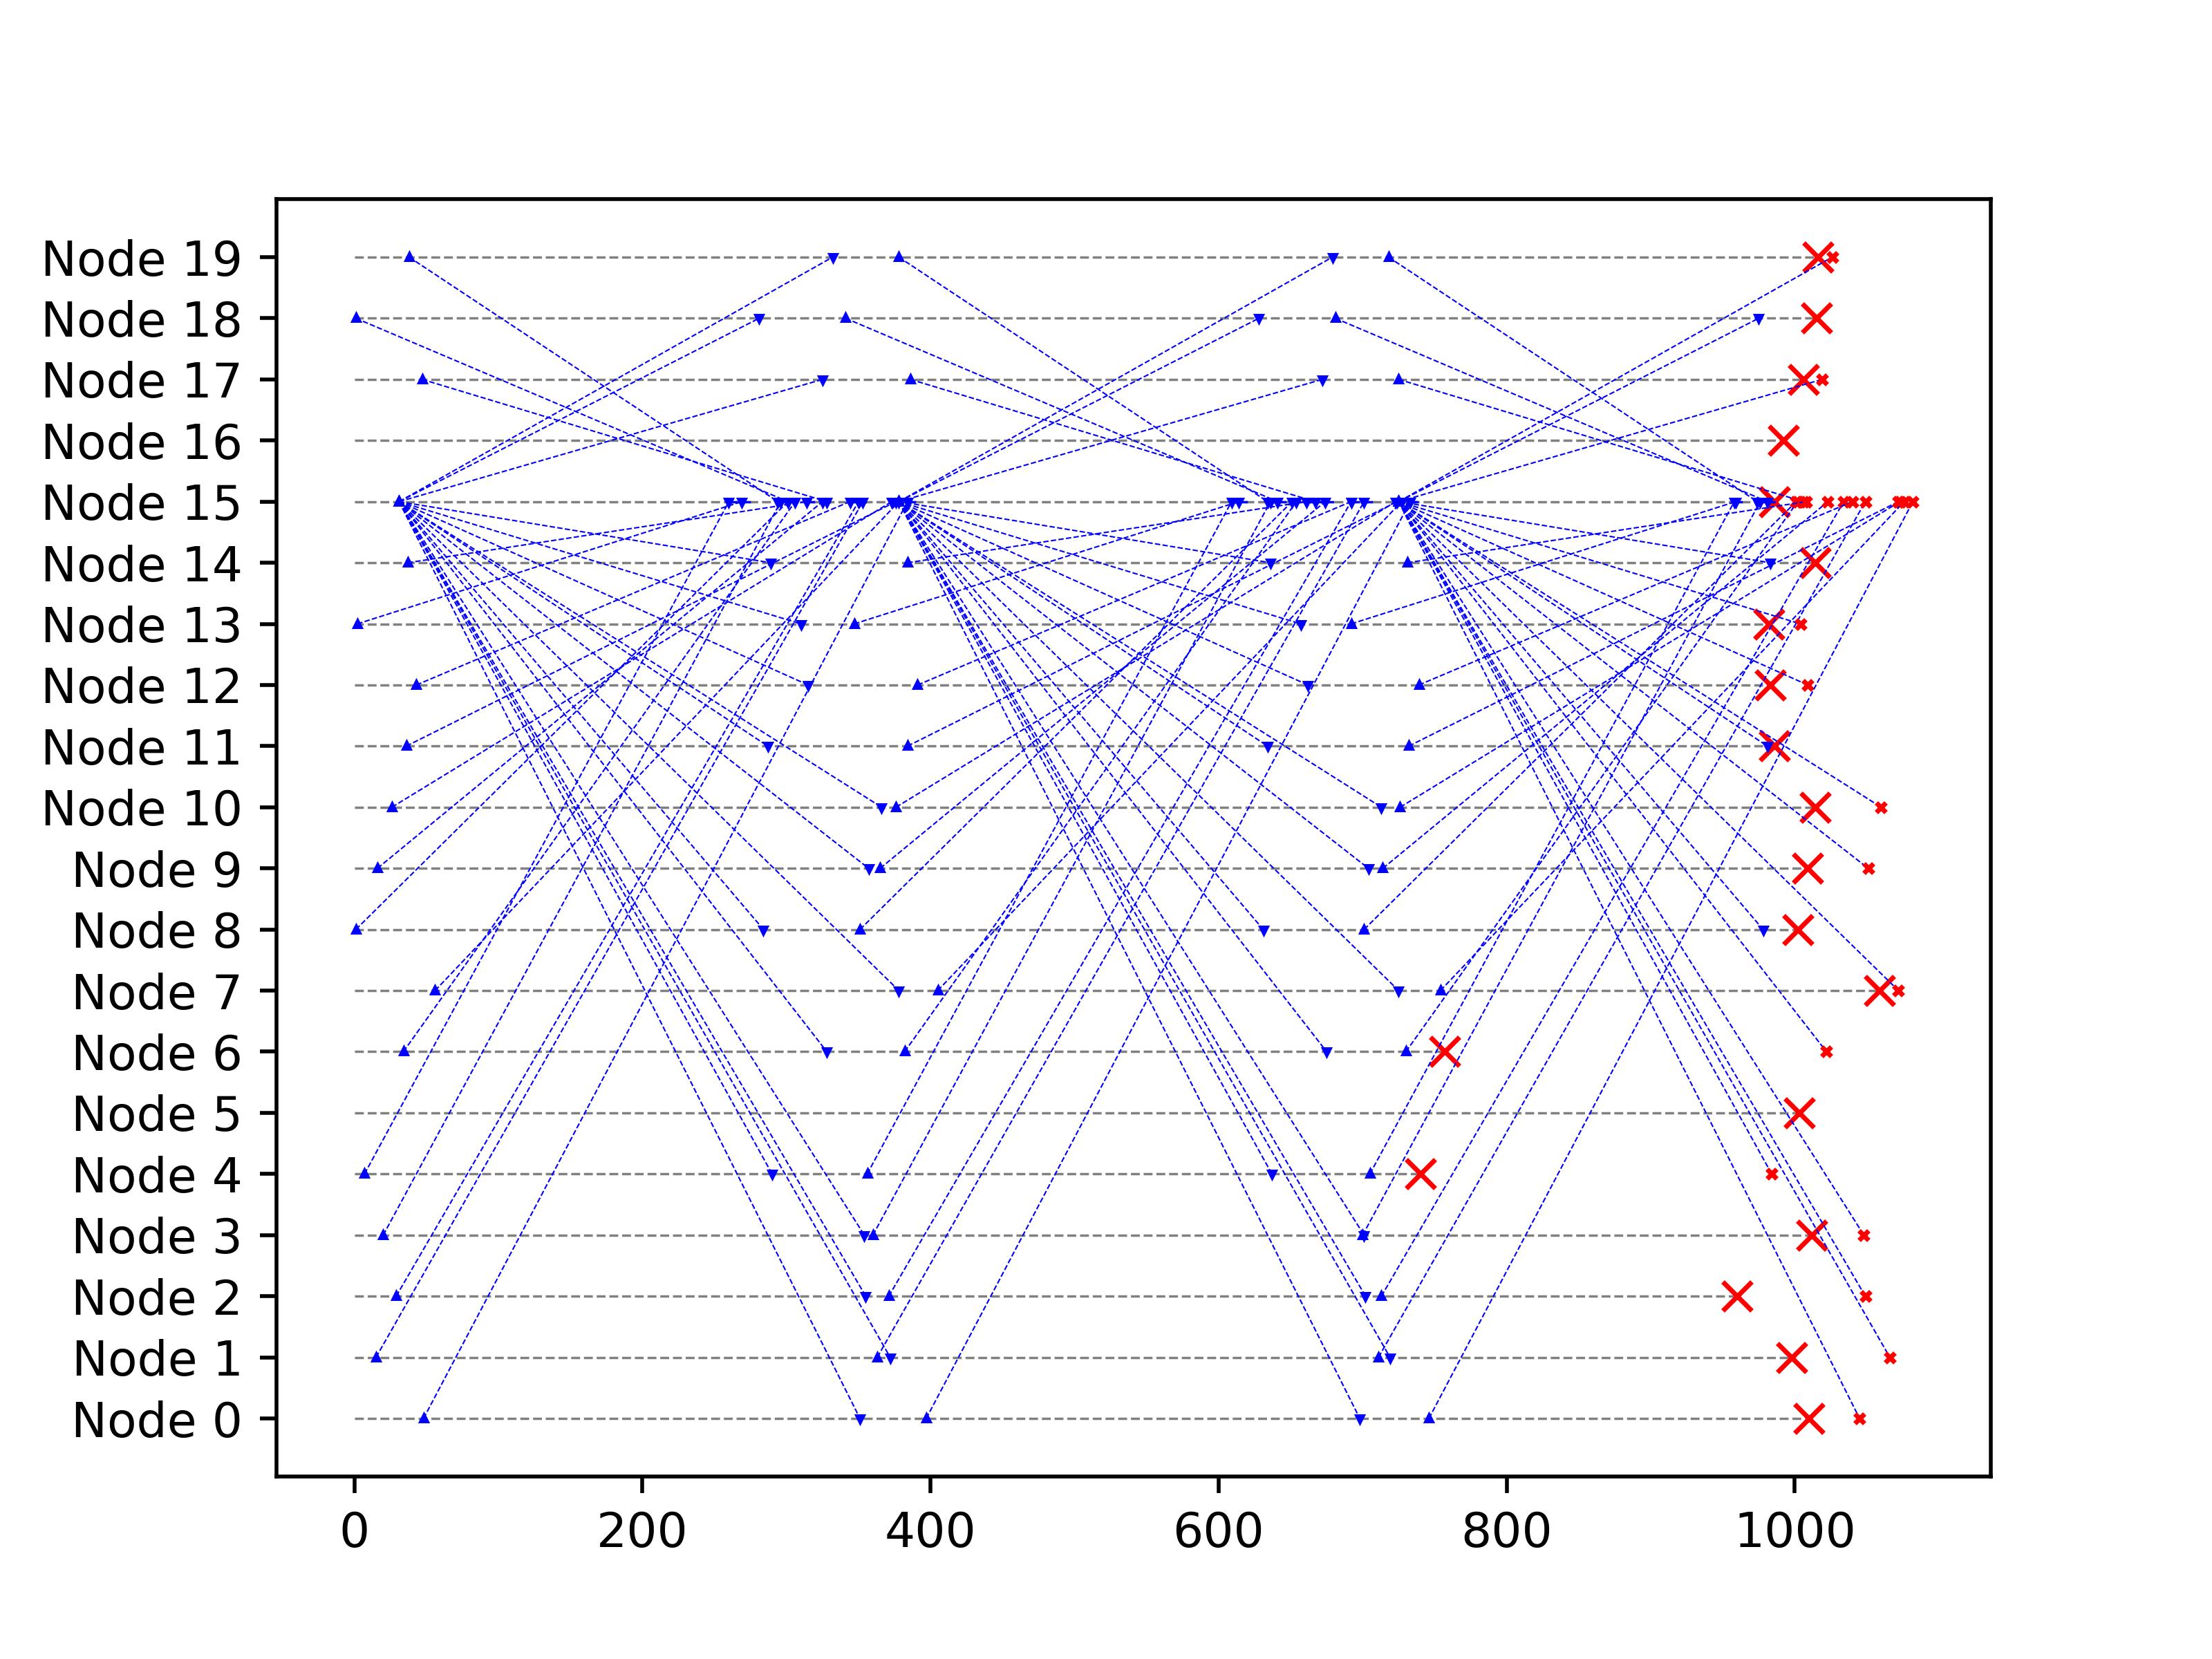 Node 19
Node 18
Node 17
Node 16
Node 15
Node 14
Node 13
Node 12
Node 11
Node 10
Node 9
Node 8
Node 7
Node 6
Node 5
Node 4
Node 3
Node 2
Node 1
Node 0
0 200 400 600 800 1000